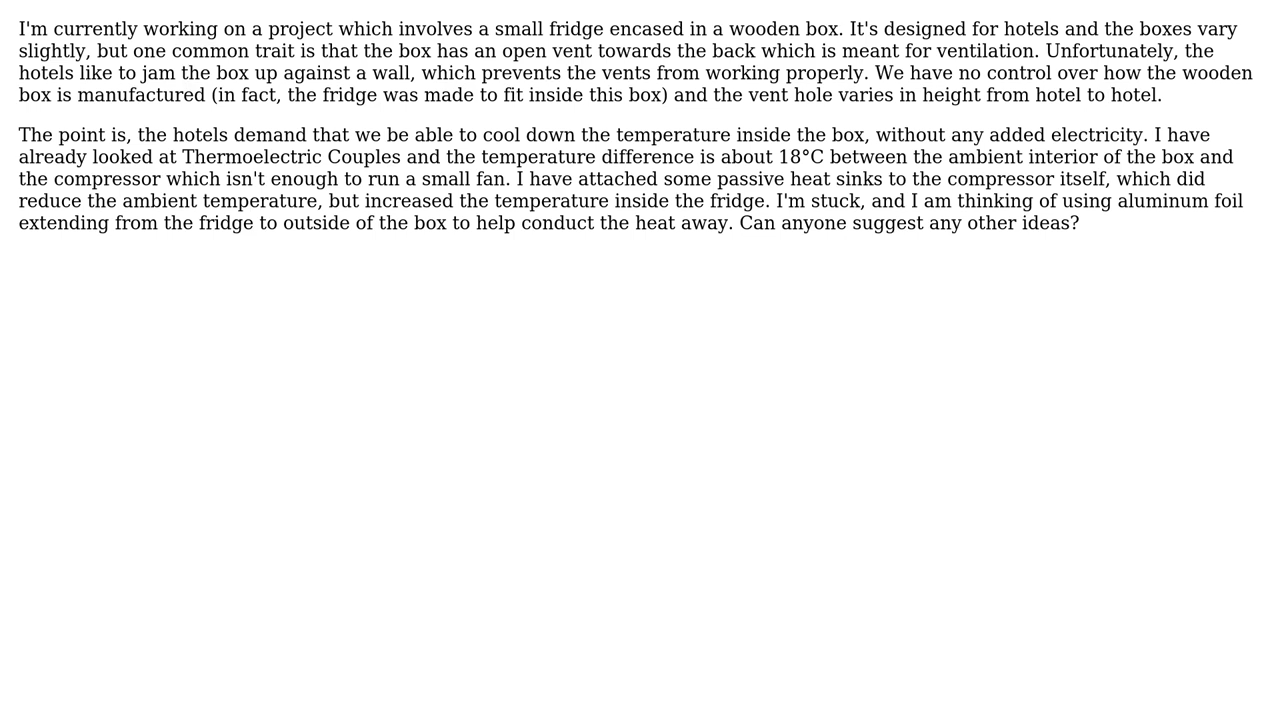 I'm currently working on a project which involves a small fridge encased in a wooden box. It's designed for hotels and the boxes vary
slightly, but one common trait is that the box has an open vent towards the back which is meant for ventilation. Unfortunately, the
hotels like to jam the box up against a wall, which prevents the vents from working properly. We have no control over how the wooden
box is manufactured (in fact, the fridge was made to fit inside this box) and the vent hole varies in height from hotel to hotel.
The point is, the hotels demand that we be able to cool down the temperature inside the box, without any added electricity. I have
already looked at Thermoelectric Couples and the temperature difference is about 18°C between the ambient interior of the box and
the compressor which isn't enough to run a small fan. I have attached some passive heat sinks to the compressor itself, which did
reduce the ambient temperature, but increased the temperature inside the fridge. I'm stuck, and I am thinking of using aluminum foil
extending from the fridge to outside of the box to help conduct the heat away. Can anyone suggest any other ideas?